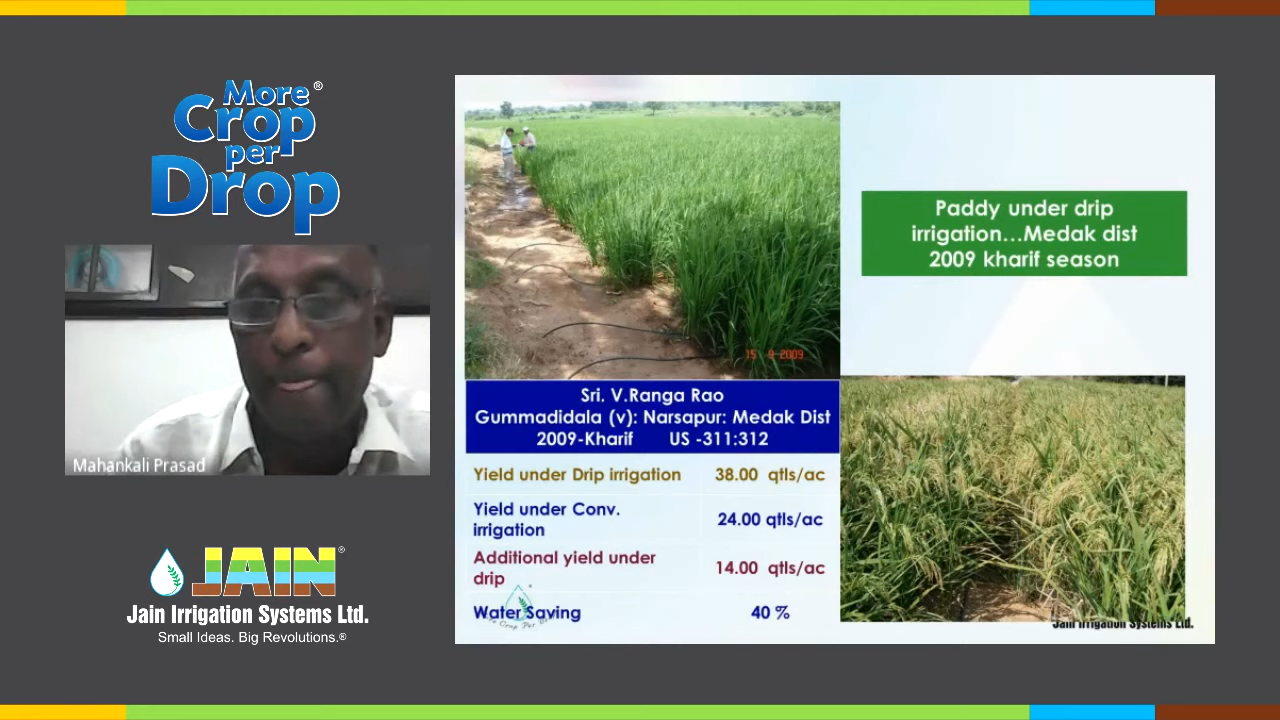 More®
Crop
per
Drop
Mahankali Prasad
JAIN®
Jain Irrigation Systems Ltd.
Small Ideas. Big Revolutions.®
15 9 2009
Paddy under drip
irrigation...Medak dist
2009 kharif season
Sri. V.Ranga Rao
Gummadidala (v): Narsapur: Medak Dist
2009-Kharif US -311:312
Yield under Drip irrigation 38.00 qtls/ac
Yield under Conv.
irrigation 24.00 qtls/ac
Additional yield under
drip 14.00 qtls/ac
Water Saving 40 %
Jain Irrigation Systems Ltd.